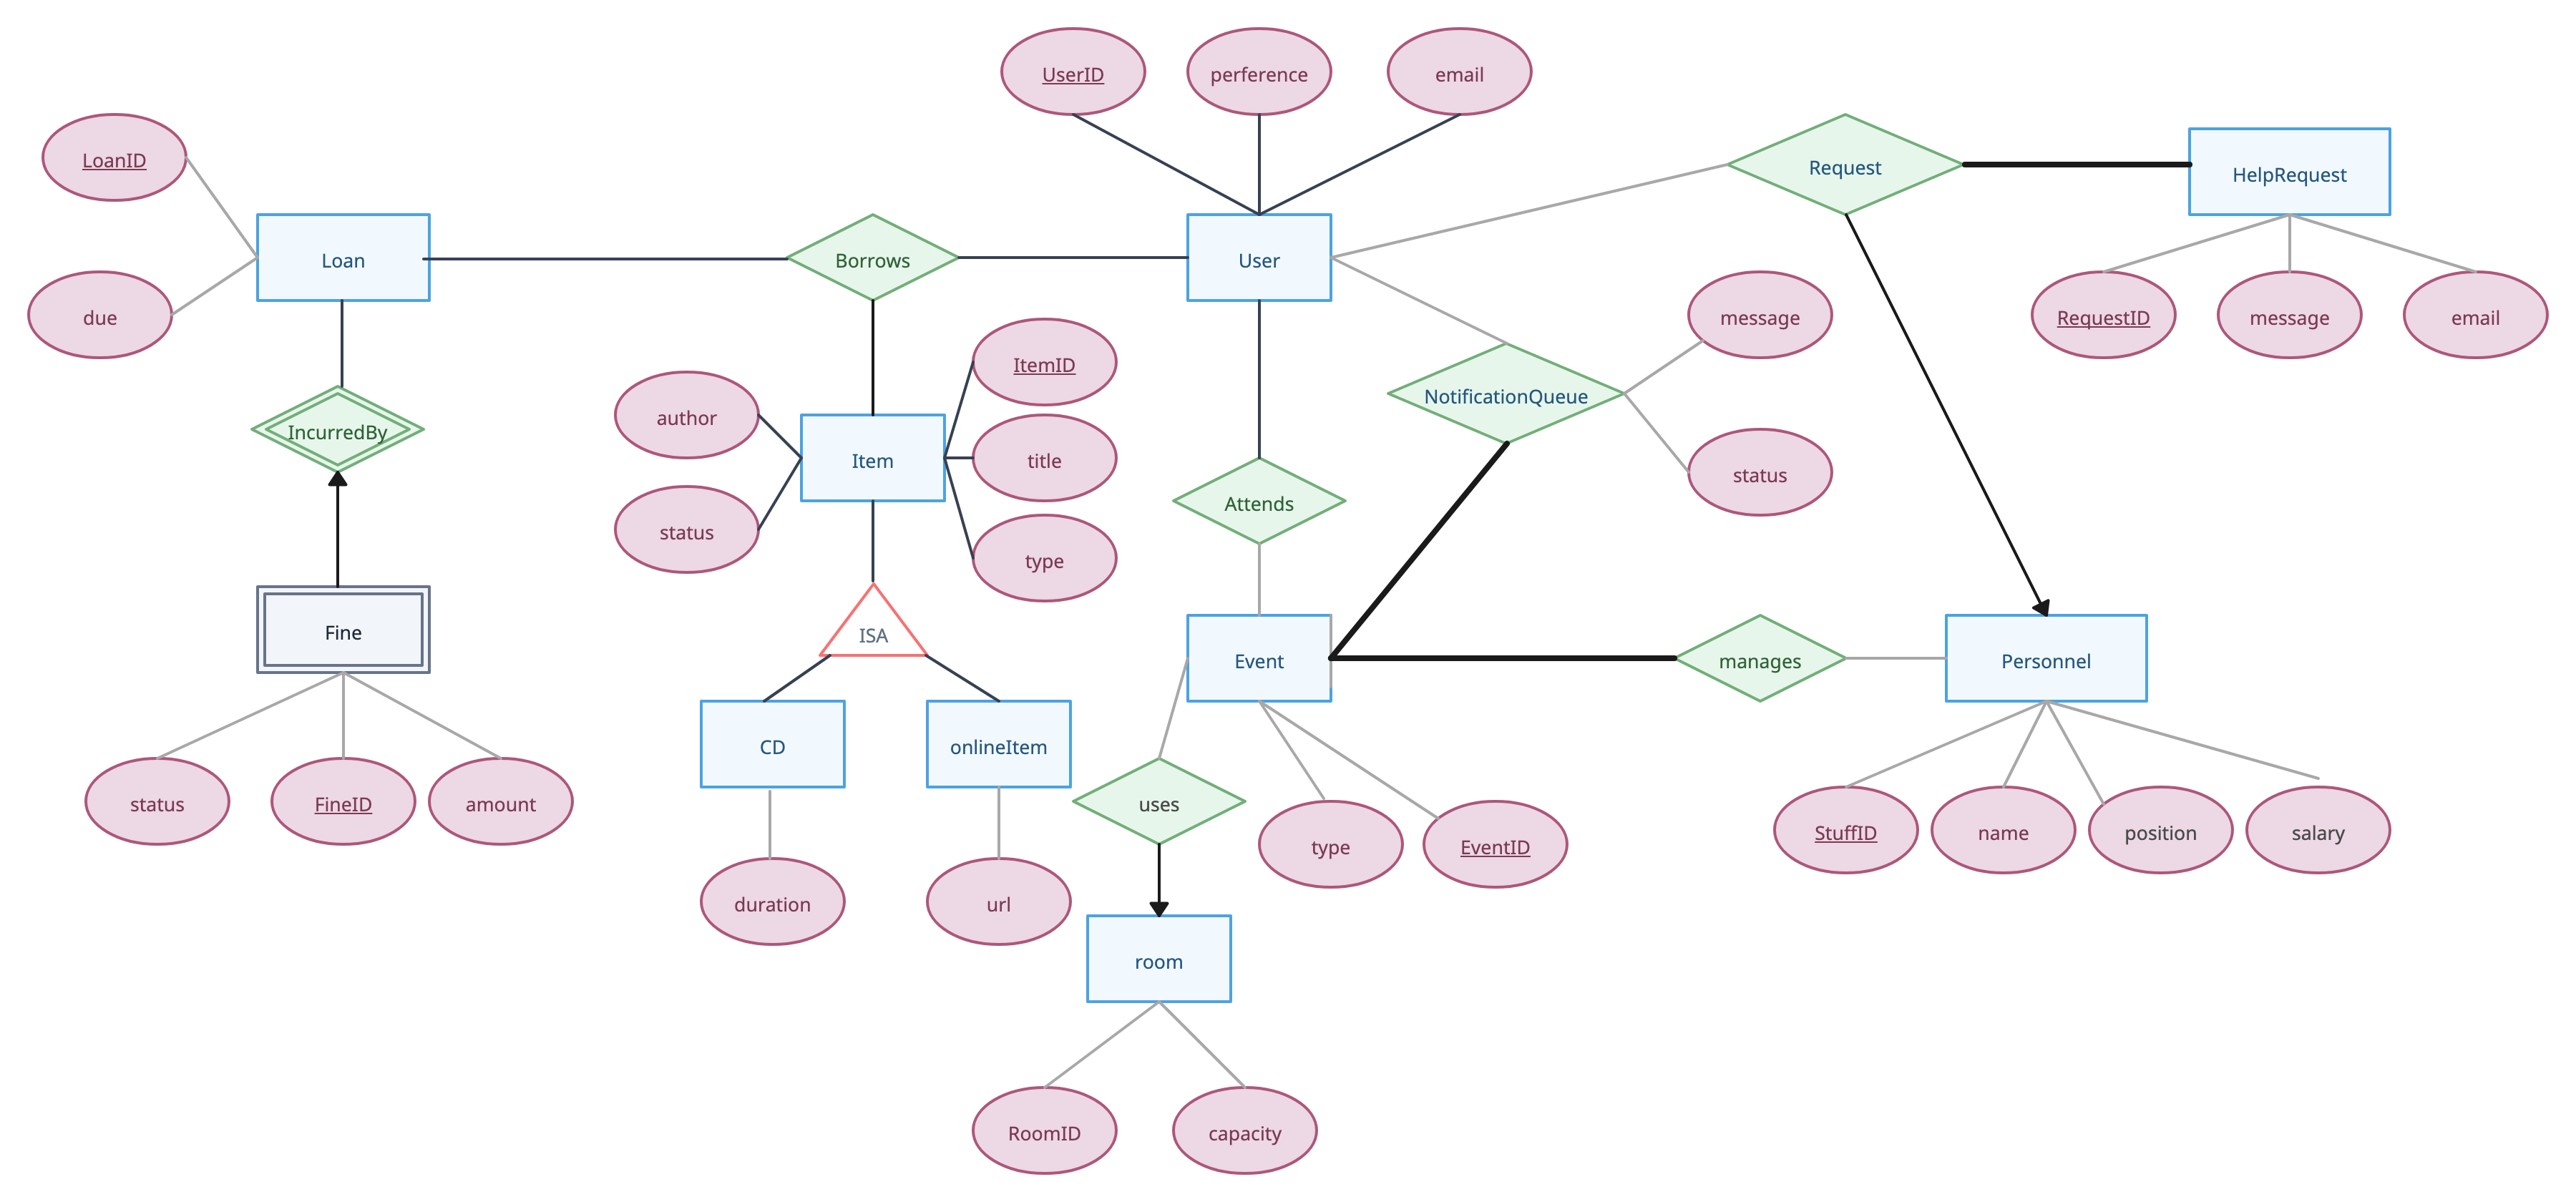 UserID
perference
email
LoanID
Request
HelpRequest
Loan
Borrows
User
due
message
RequestID
message
email
ItemID
author
NotificationQueue
IncurredBy
Item
title
status
Attends
status
type
Fine
ISA
Event
manages
Personnel
CD
onlineItem
status
FineID
amount
uses
type
EventID
StuffID
name
position
salary
duration
url
room
RoomID
capacity